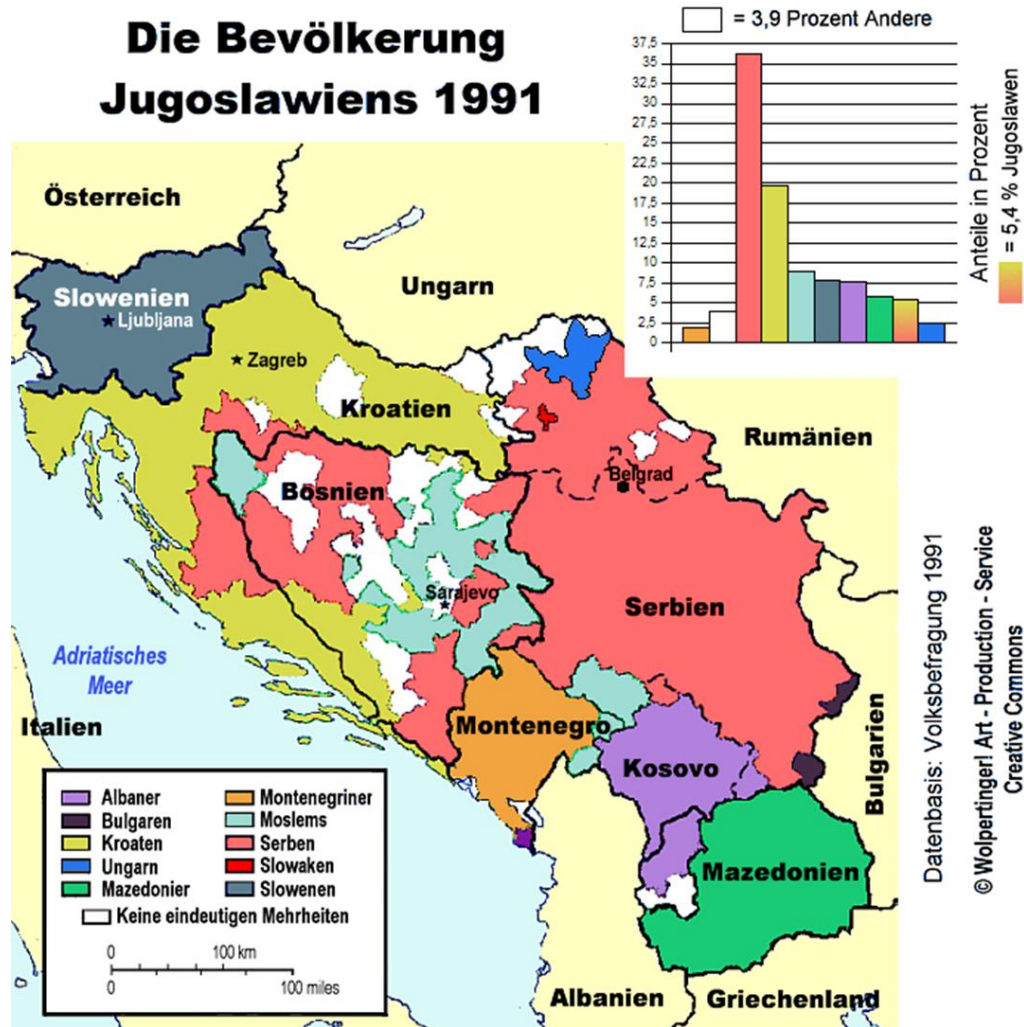 Die Bevölkerung
Jugoslawiens 1991
= 3,9 Prozent Andere
37,5
35
32,5
30
27,5
25
22,5
20
17,5
15
12,5
10
7,5
5
2,5
0
Anteile in Prozent
= 5,4 % Jugoslawen
Österreich
Ungarn
Slowenien
Ljubljana
Zagreb
Kroatien
Rumänien
Belgrad
Bosnien
Sarajevo
Serbien
Adriatisches
Meer
Italien
Montenegro
Kosovo
Bulgarien
Mazedonien
Albanien
Griechenland
Albaner
Bulgaren
Kroaten
Ungarn
Mazedonier
Montenegriner
Moslems
Serben
Slowaken
Slowenen
Keine eindeutigen Mehrheiten
0 100 km
0 100 miles
Datenbasis: Volksbefragung 1991
© Wolpertinger! Art - Production - Service
Creative Commons